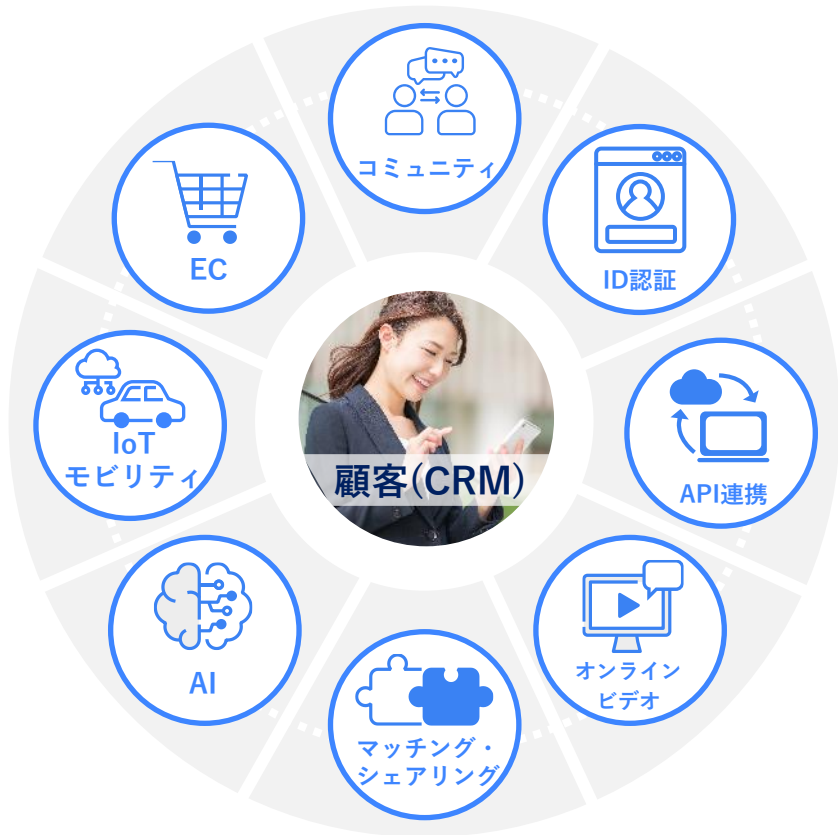 コミュニティ
EC
ID認証
IoT
モビリティ
顧客(CRM)
API連携
AI
オンライン
ビデオ
マッチング・
シェアリング